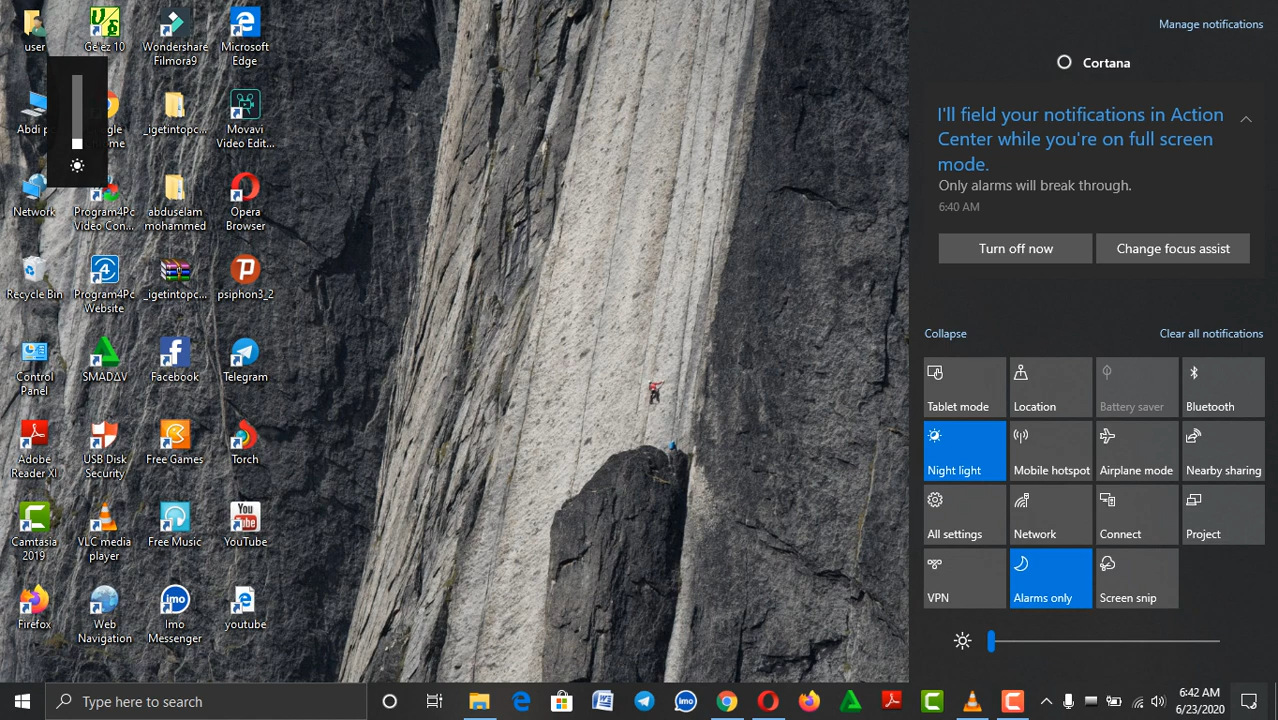 user
Ge'ez 10
Wondershare
Filmora9
Microsoft
Edge
Abdi p
_igetintopc...
Movavi
Video Edit...
Network
Program4Pc
Video Con...
abduselam
mohammed
Opera
Browser
Recycle Bin
Program4Pc
Website
_igetintopc...
psiphon3_2
Control
Panel
SMADΔV
Facebook
Telegram
Adobe
Reader XI
USB Disk
Security
Free Games
Torch
Camtasia
2019
VLC media
player
Free Music
You
Tube
YouTube
Firefox
Web
Navigation
imo
Imo
Messenger
youtube
Manage notifications
Cortana
I'll field your notifications in Action
Center while you're on full screen
mode.
Only alarms will break through.
6:40 AM
Turn off now
Change focus assist
Collapse
Clear all notifications
Tablet mode
Location
Battery saver
Bluetooth
Night light
Mobile hotspot
Airplane mode
Nearby sharing
All settings
Network
Connect
Project
VPN
Alarms only
Screen snip
Type here to search
imo
6:42 AM
6/23/2020